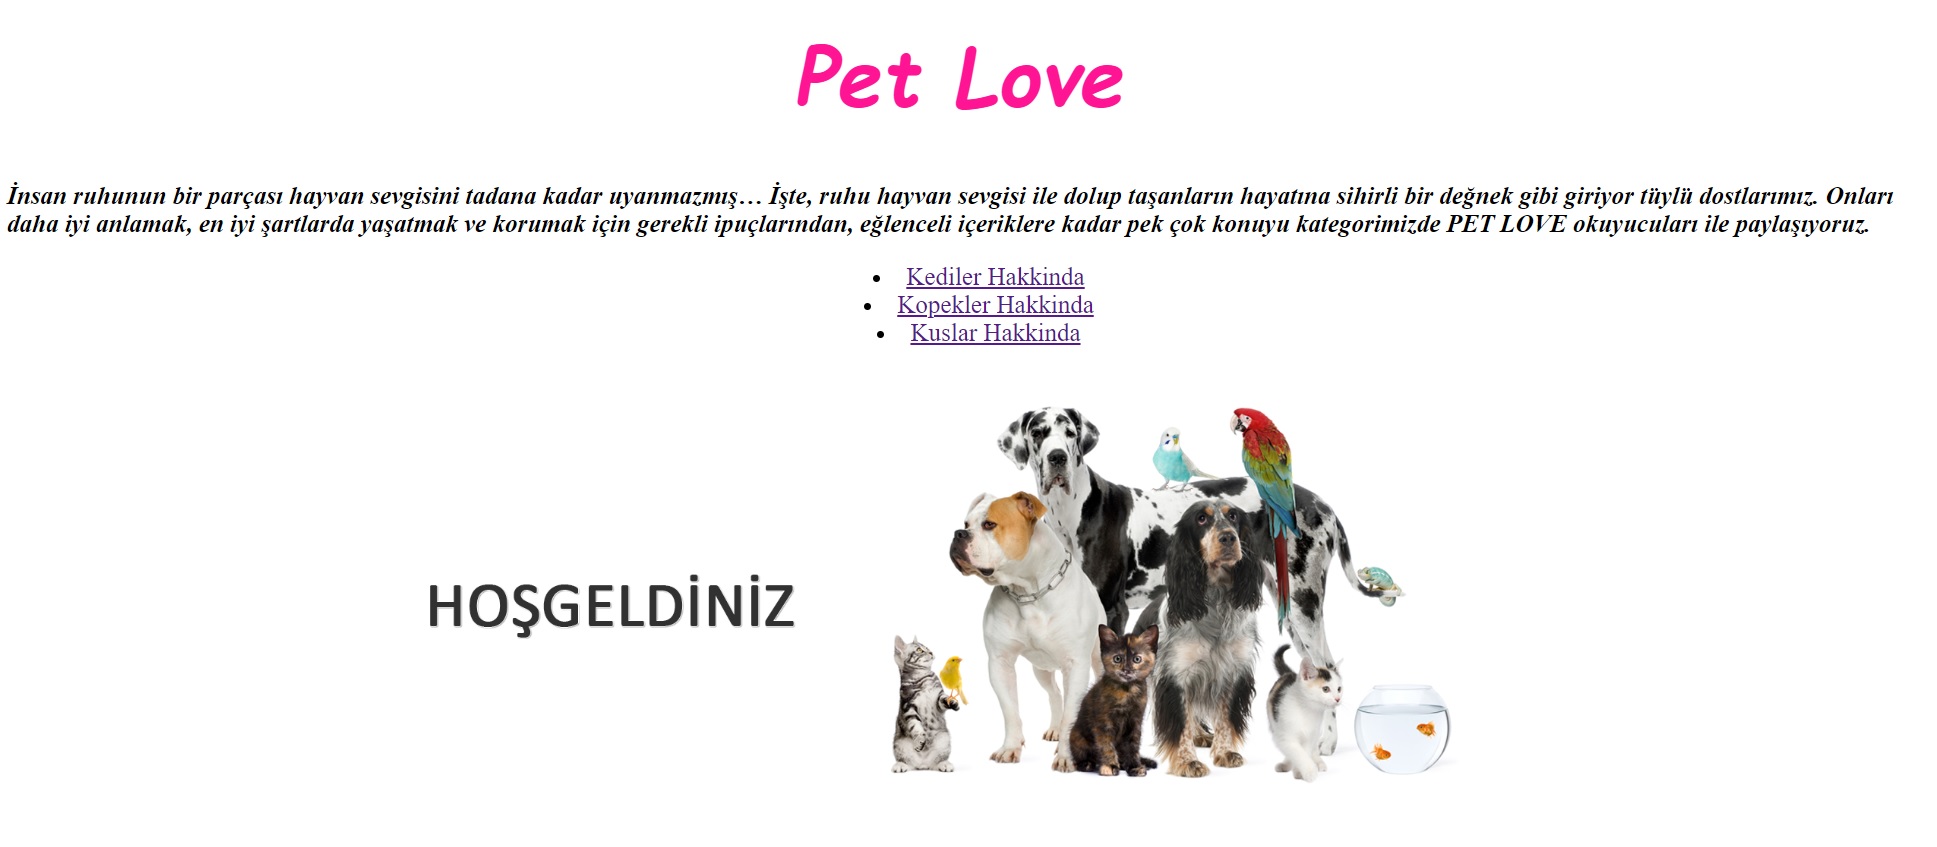 Pet Love
İnsan ruhunun bir parçası hayvan sevgisini tadana kadar uyanmazmış… İşte, ruhu hayvan sevgisi ile dolup taşanların hayatına sihirli bir değnek gibi giriyor tüylü dostlarımız. Onları
daha iyi anlamak, en iyi şartlarda yaşatmak ve korumak için gerekli ipuçlarından, eğlenceli içeriklere kadar pek çok konuyu kategorimizde PET LOVE okuyucuları ile paylaşıyoruz.
• Kediler Hakkinda
• Kopekler Hakkinda
• Kuslar Hakkinda
HOŞGELDİNİZ